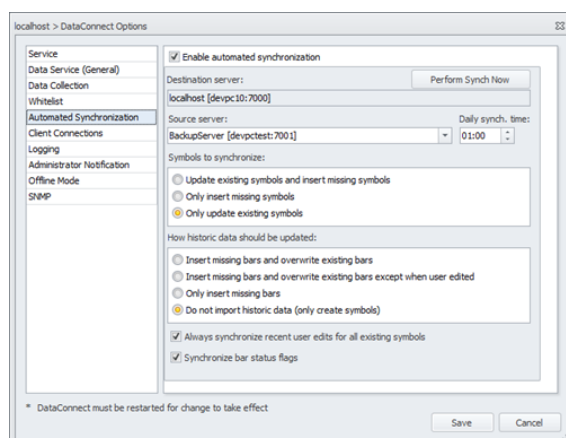 localhost > DataConnect Options
Service
Data Service (General)
Data Collection
Whitelist
Automated Synchronization
Client Connections
Logging
Administrator Notification
Offline Mode
SNMP
Enable automated synchronization
Destination server:
Perform Synch Now
localhost [devpc10:7000]
Source server:
Daily synch. time:
BackupServer [devpctest:7001]
01:00
Symbols to synchronize:
Update existing symbols and insert missing symbols
Only insert missing symbols
Only update existing symbols
How historic data should be updated:
Insert missing bars and overwrite existing bars
Insert missing bars and overwrite existing bars except when user edited
Only insert missing bars
Do not import historic data (only create symbols)
Always synchronize recent user edits for all existing symbols
Synchronize bar status flags
* DataConnect must be restarted for change to take effect
Save
Cancel